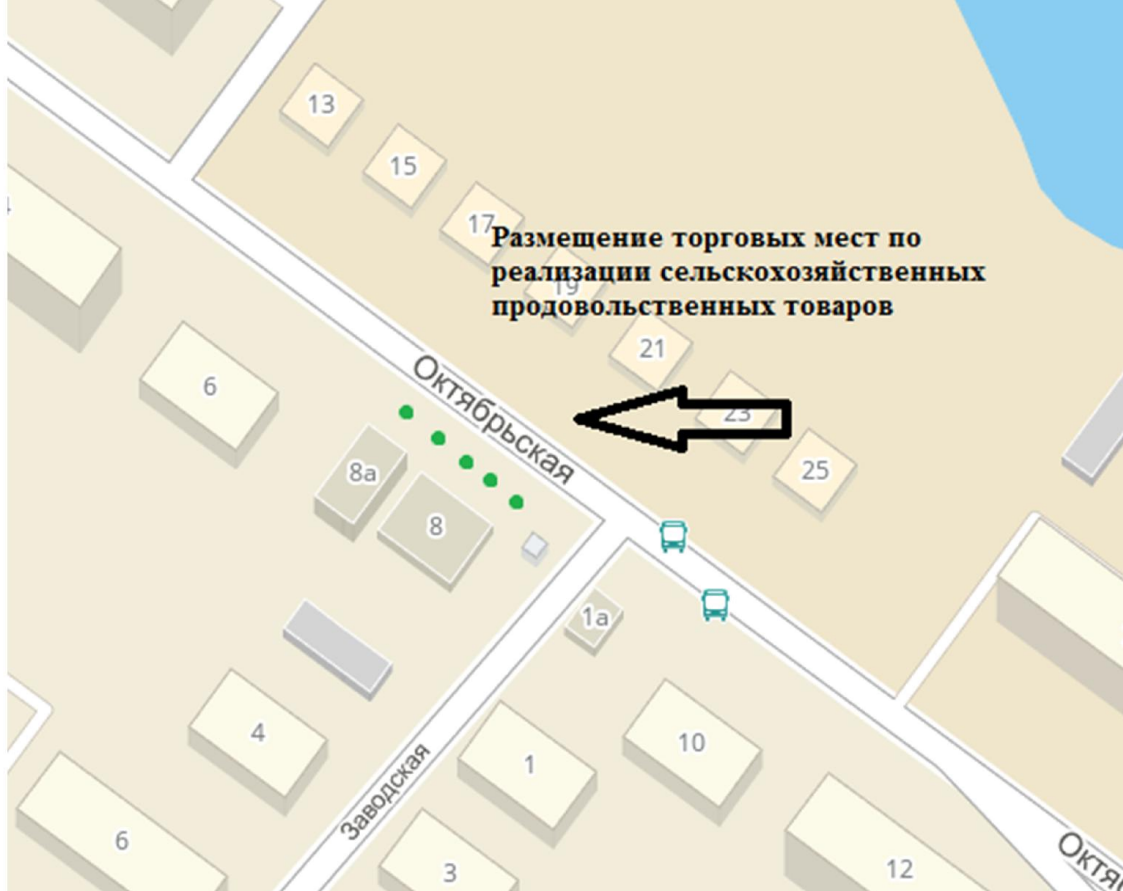 13
15
17
Размещение торговых мест по
реализации сельскохозяйственных
19
продовольственных товаров
21
Октябрьская
6
23
8а
25
8
1а
4
10
1
Заводская
6
3
12
Октя